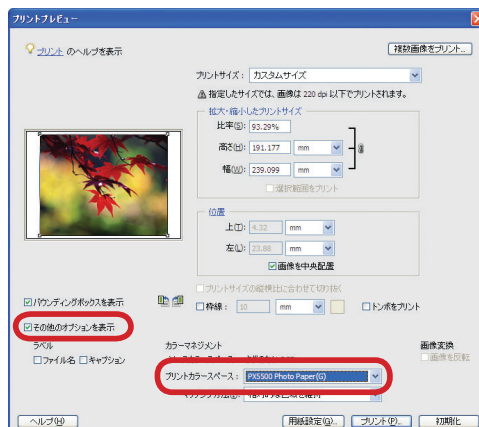 プリントプレビュー
プリント のヘルプを表示
複数画像をプリント...
プリントサイズ： カスタムサイズ
指定したサイズでは、画像は 220 dpi 以下でプリントされます。
拡大・縮小したプリントサイズ
比率(S): 93.29%
高さ(H): 191.177 mm
幅(W): 239.099 mm
選択範囲をプリント
位置
上(T): 4.32 mm
左(L): 23.88 mm
画像を中央配置
プリントサイズの縦横比に合わせて切り抜く
バウンディングボックスを表示
枠線： 10 mm
トンボをプリント
その他のオプションを表示
ラベル
カラーマネジメント
画像変換
ファイル名 キャプション
画像を反転
プリントカラースペース： PX5500 Photo Paper(G)
ヘルプ(H)
用紙設定(G)...
プリント(P)...
初期化